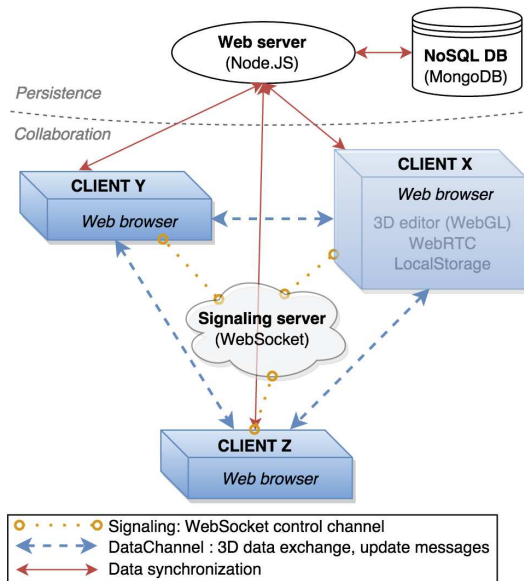 Web server
(Node.JS)
NoSQL DB
(MongoDB)
Persistence
Collaboration
CLIENT X
CLIENT Y
Web browser
Web browser
3D editor (WebGL)
WebRTC
LocalStorage
Signaling server
(WebSocket)
CLIENT Z
Web browser
Signaling: WebSocket control channel
DataChannel : 3D data exchange, update messages
Data synchronization